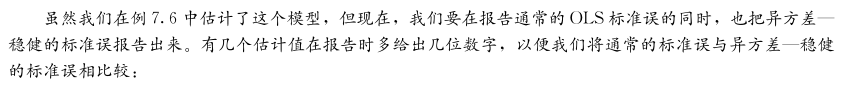 虽然我们在例 7.6 中估计了这个模型，但现在，我们要在报告通常的 OLS 标准误的同时，也把异方差—
稳健的标准误报告出来。有几个估计值在报告时多给出几位数字，以便我们将通常的标准误与异方差—稳健
的标准误相比较：